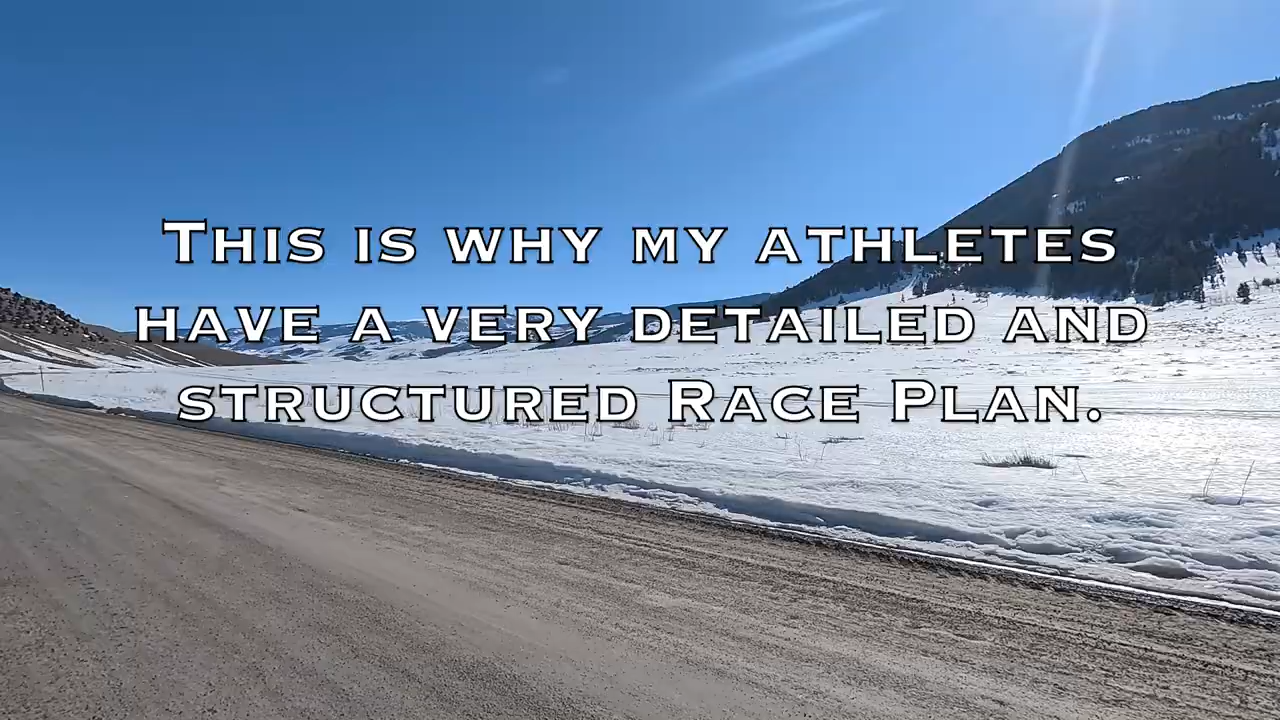 This is why my athletes
have a very detailed and
structured Race Plan.